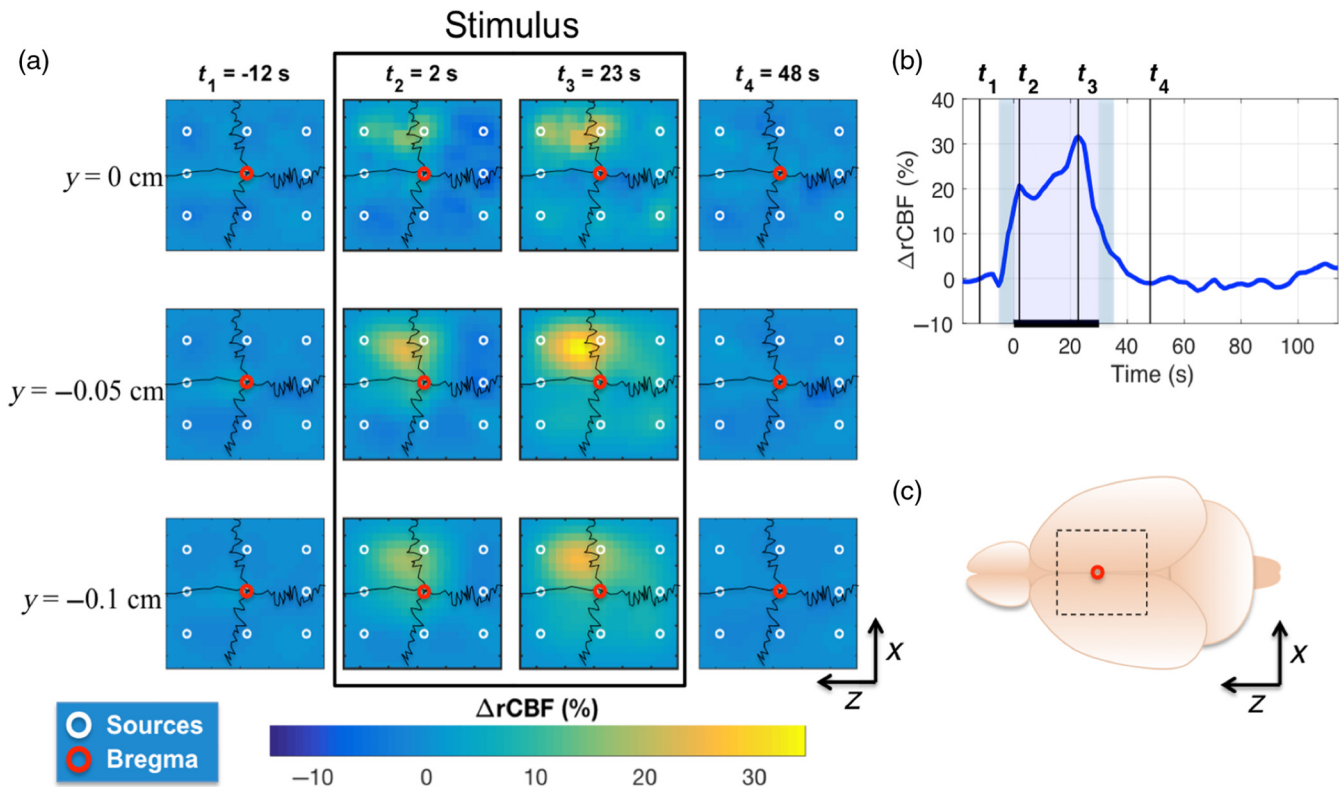 Stimulus
(a)
t1 = -12 s
t2 = 2 s
t3 = 23 s
t4 = 48 s
y = 0 cm
y = −0.05 cm
y = −0.1 cm
x
z
Sources
Bregma
ΔrCBF (%)
−10 0 10 20 30
(b)
t1 t2 t3 t4
40
30
20
10
0
−10
ΔrCBF (%)
0 20 40 60 80 100
Time (s)
(c)
x
z